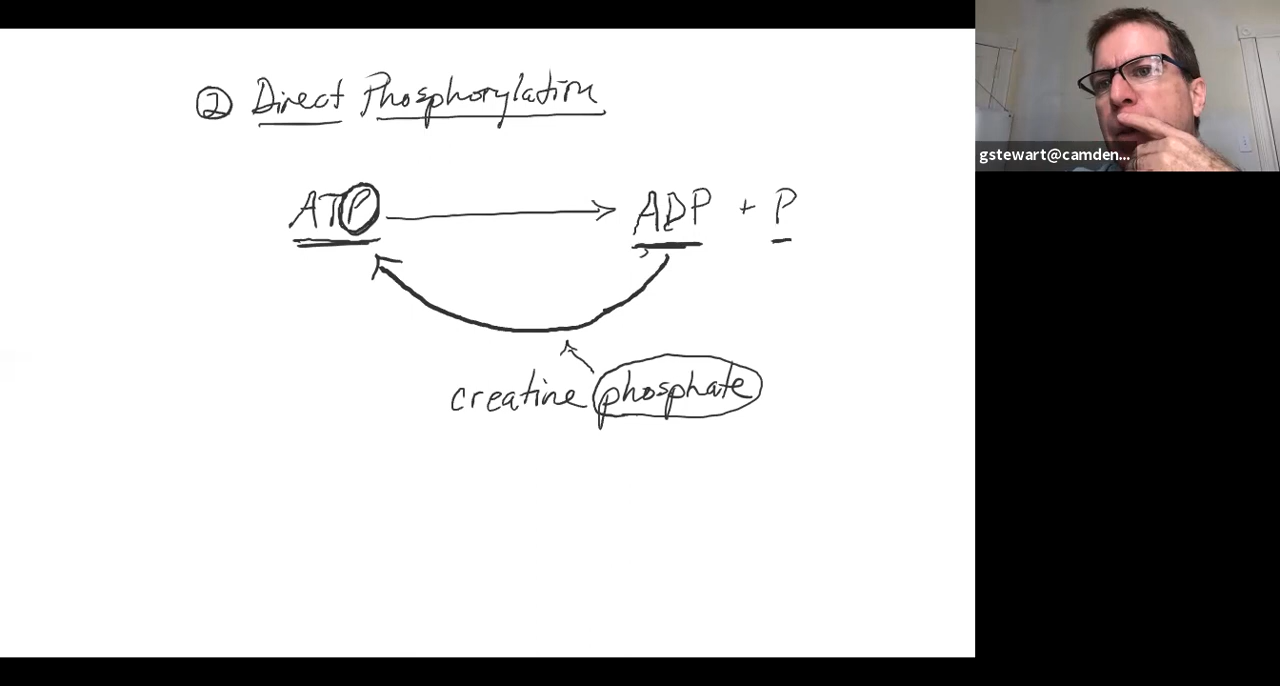 ② Direct Phosphorylation
ATP → ADP + P
creatine phosphate
gstewart@camden...